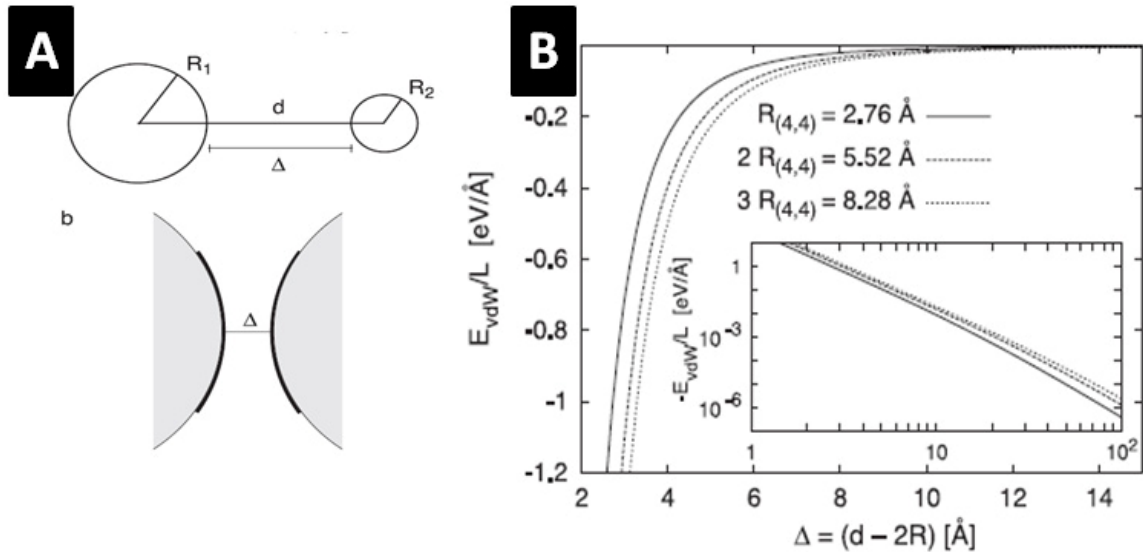 A
R1
R2
d
Δ
b
Δ
B
-0.2
-0.4
-0.6
-0.8
-1
-1.2
EvdW/L [eV/Å]
R(4,4) = 2.76 Å
2 R(4,4) = 5.52 Å
3 R(4,4) = 8.28 Å
-EvdW/L [eV/Å]
1
10-3
10-6
1 10 10²
2 4 6 8 10 12 14
Δ = (d – 2R) [Å]